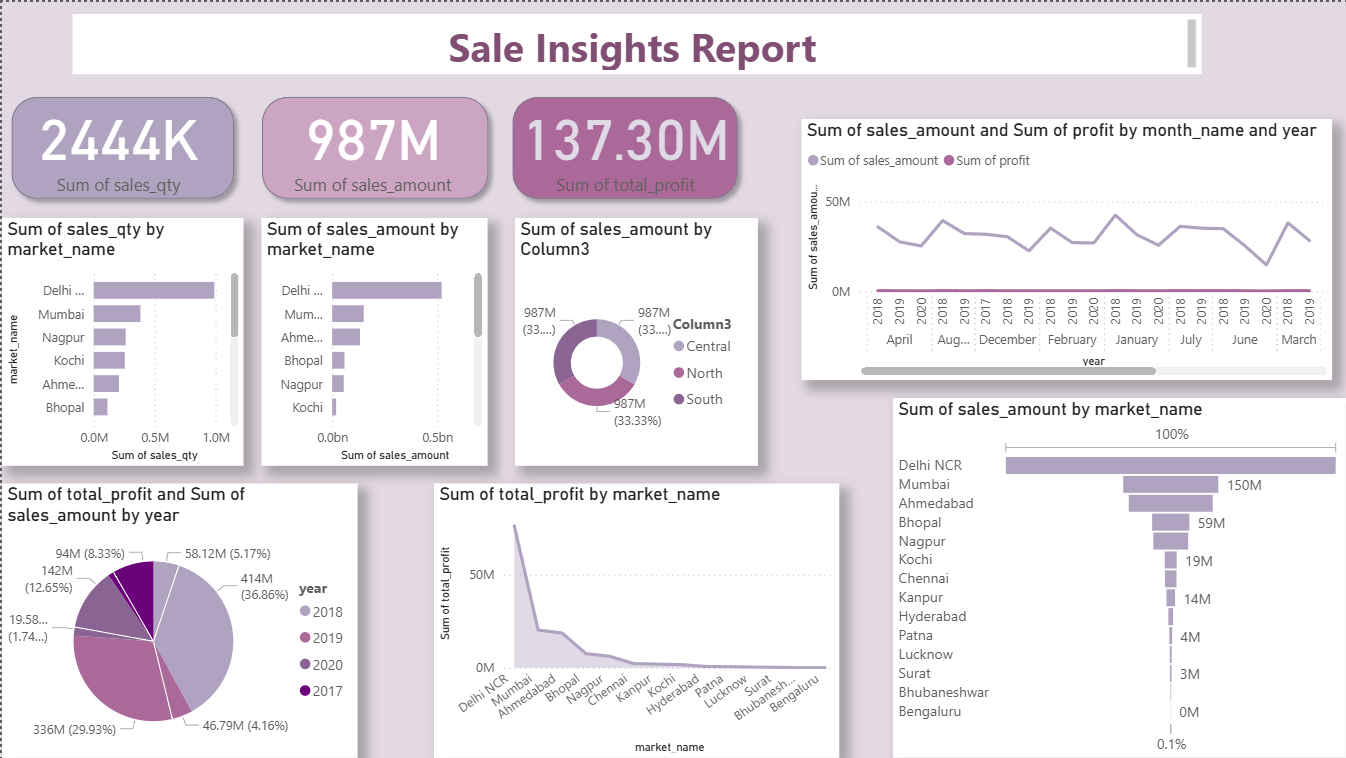 Sale Insights Report
2444K
Sum of sales_qty
987M
Sum of sales_amount
137.30M
Sum of total_profit
Sum of sales_amount and Sum of profit by month_name and year
Sum of sales_amount
Sum of profit
Sum of sales_amou...
50M
0M
2018
2019
2020
2018
2019
2017
2018
2019
2018
2019
2020
2018
2019
2020
2018
2019
2018
2019
2020
2018
2019
April
Aug...
December
February
January
July
June
March
year
Sum of sales_qty by
market_name
market_name
Delhi ...
Mumbai
Nagpur
Kochi
Ahme...
Bhopal
0.0M
0.5M
1.0M
Sum of sales_qty
Sum of sales_amount by
market_name
Delhi ...
Mum...
Ahme...
Bhopal
Nagpur
Kochi
0.0bn
0.5bn
Sum of sales_amount
Sum of sales_amount by
Column3
987M
(33....)
987M
(33....)
987M
(33.33%)
Column3
Central
North
South
Sum of sales_amount by market_name
100%
Delhi NCR
Mumbai
150M
Ahmedabad
Bhopal
59M
Nagpur
Kochi
19M
Chennai
Kanpur
14M
Hyderabad
Patna
4M
Lucknow
Surat
3M
Bhubaneshwar
Bengaluru
0M
0.1%
Sum of total_profit and Sum of
sales_amount by year
94M (8.33%)
58.12M (5.17%)
142M
(12.65%)
414M
(36.86%)
19.58...
(1.74...)
336M (29.93%)
46.79M (4.16%)
year
2018
2019
2020
2017
Sum of total_profit by market_name
Sum of total_profit
50M
0M
Delhi NCR
Mumbai
Ahmedabad
Bhopal
Nagpur
Chennai
Kanpur
Kochi
Hyderabad
Patna
Lucknow
Surat
Bhubanesh...
Bengaluru
market_name